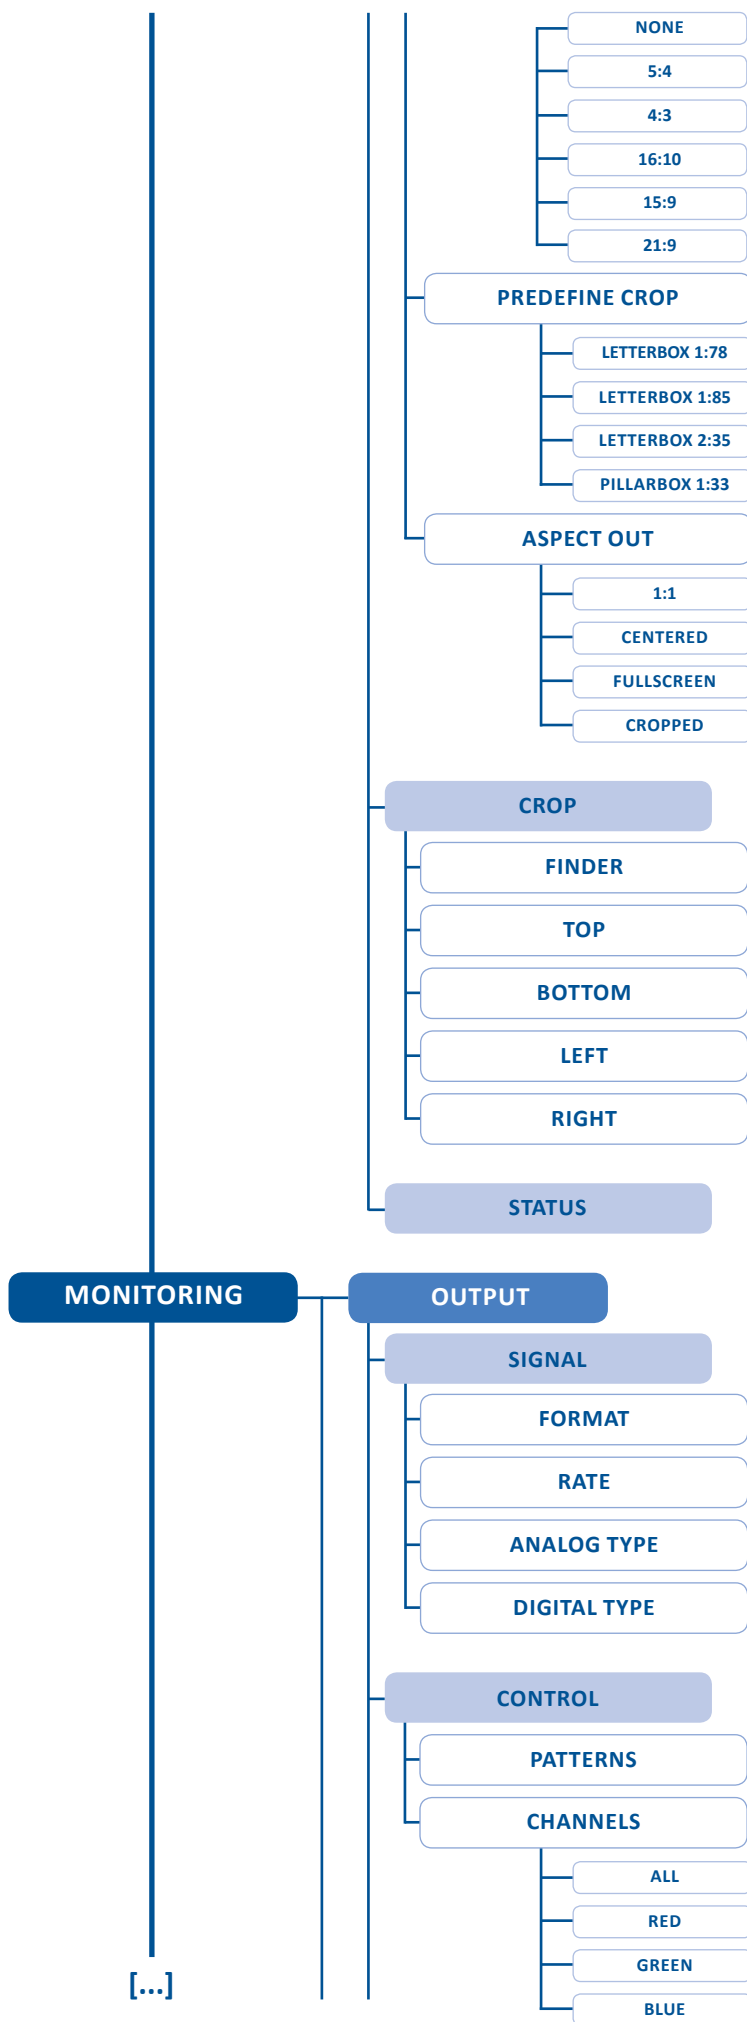 NONE
5:4
4:3
16:10
15:9
21:9
PREDEFINE CROP
LETTERBOX 1:78
LETTERBOX 1:85
LETTERBOX 2:35
PILLARBOX 1:33
ASPECT OUT
1:1
CENTERED
FULLSCREEN
CROPPED
CROP
FINDER
TOP
BOTTOM
LEFT
RIGHT
STATUS
MONITORING
OUTPUT
SIGNAL
FORMAT
RATE
ANALOG TYPE
DIGITAL TYPE
CONTROL
PATTERNS
CHANNELS
ALL
RED
GREEN
BLUE
[...]